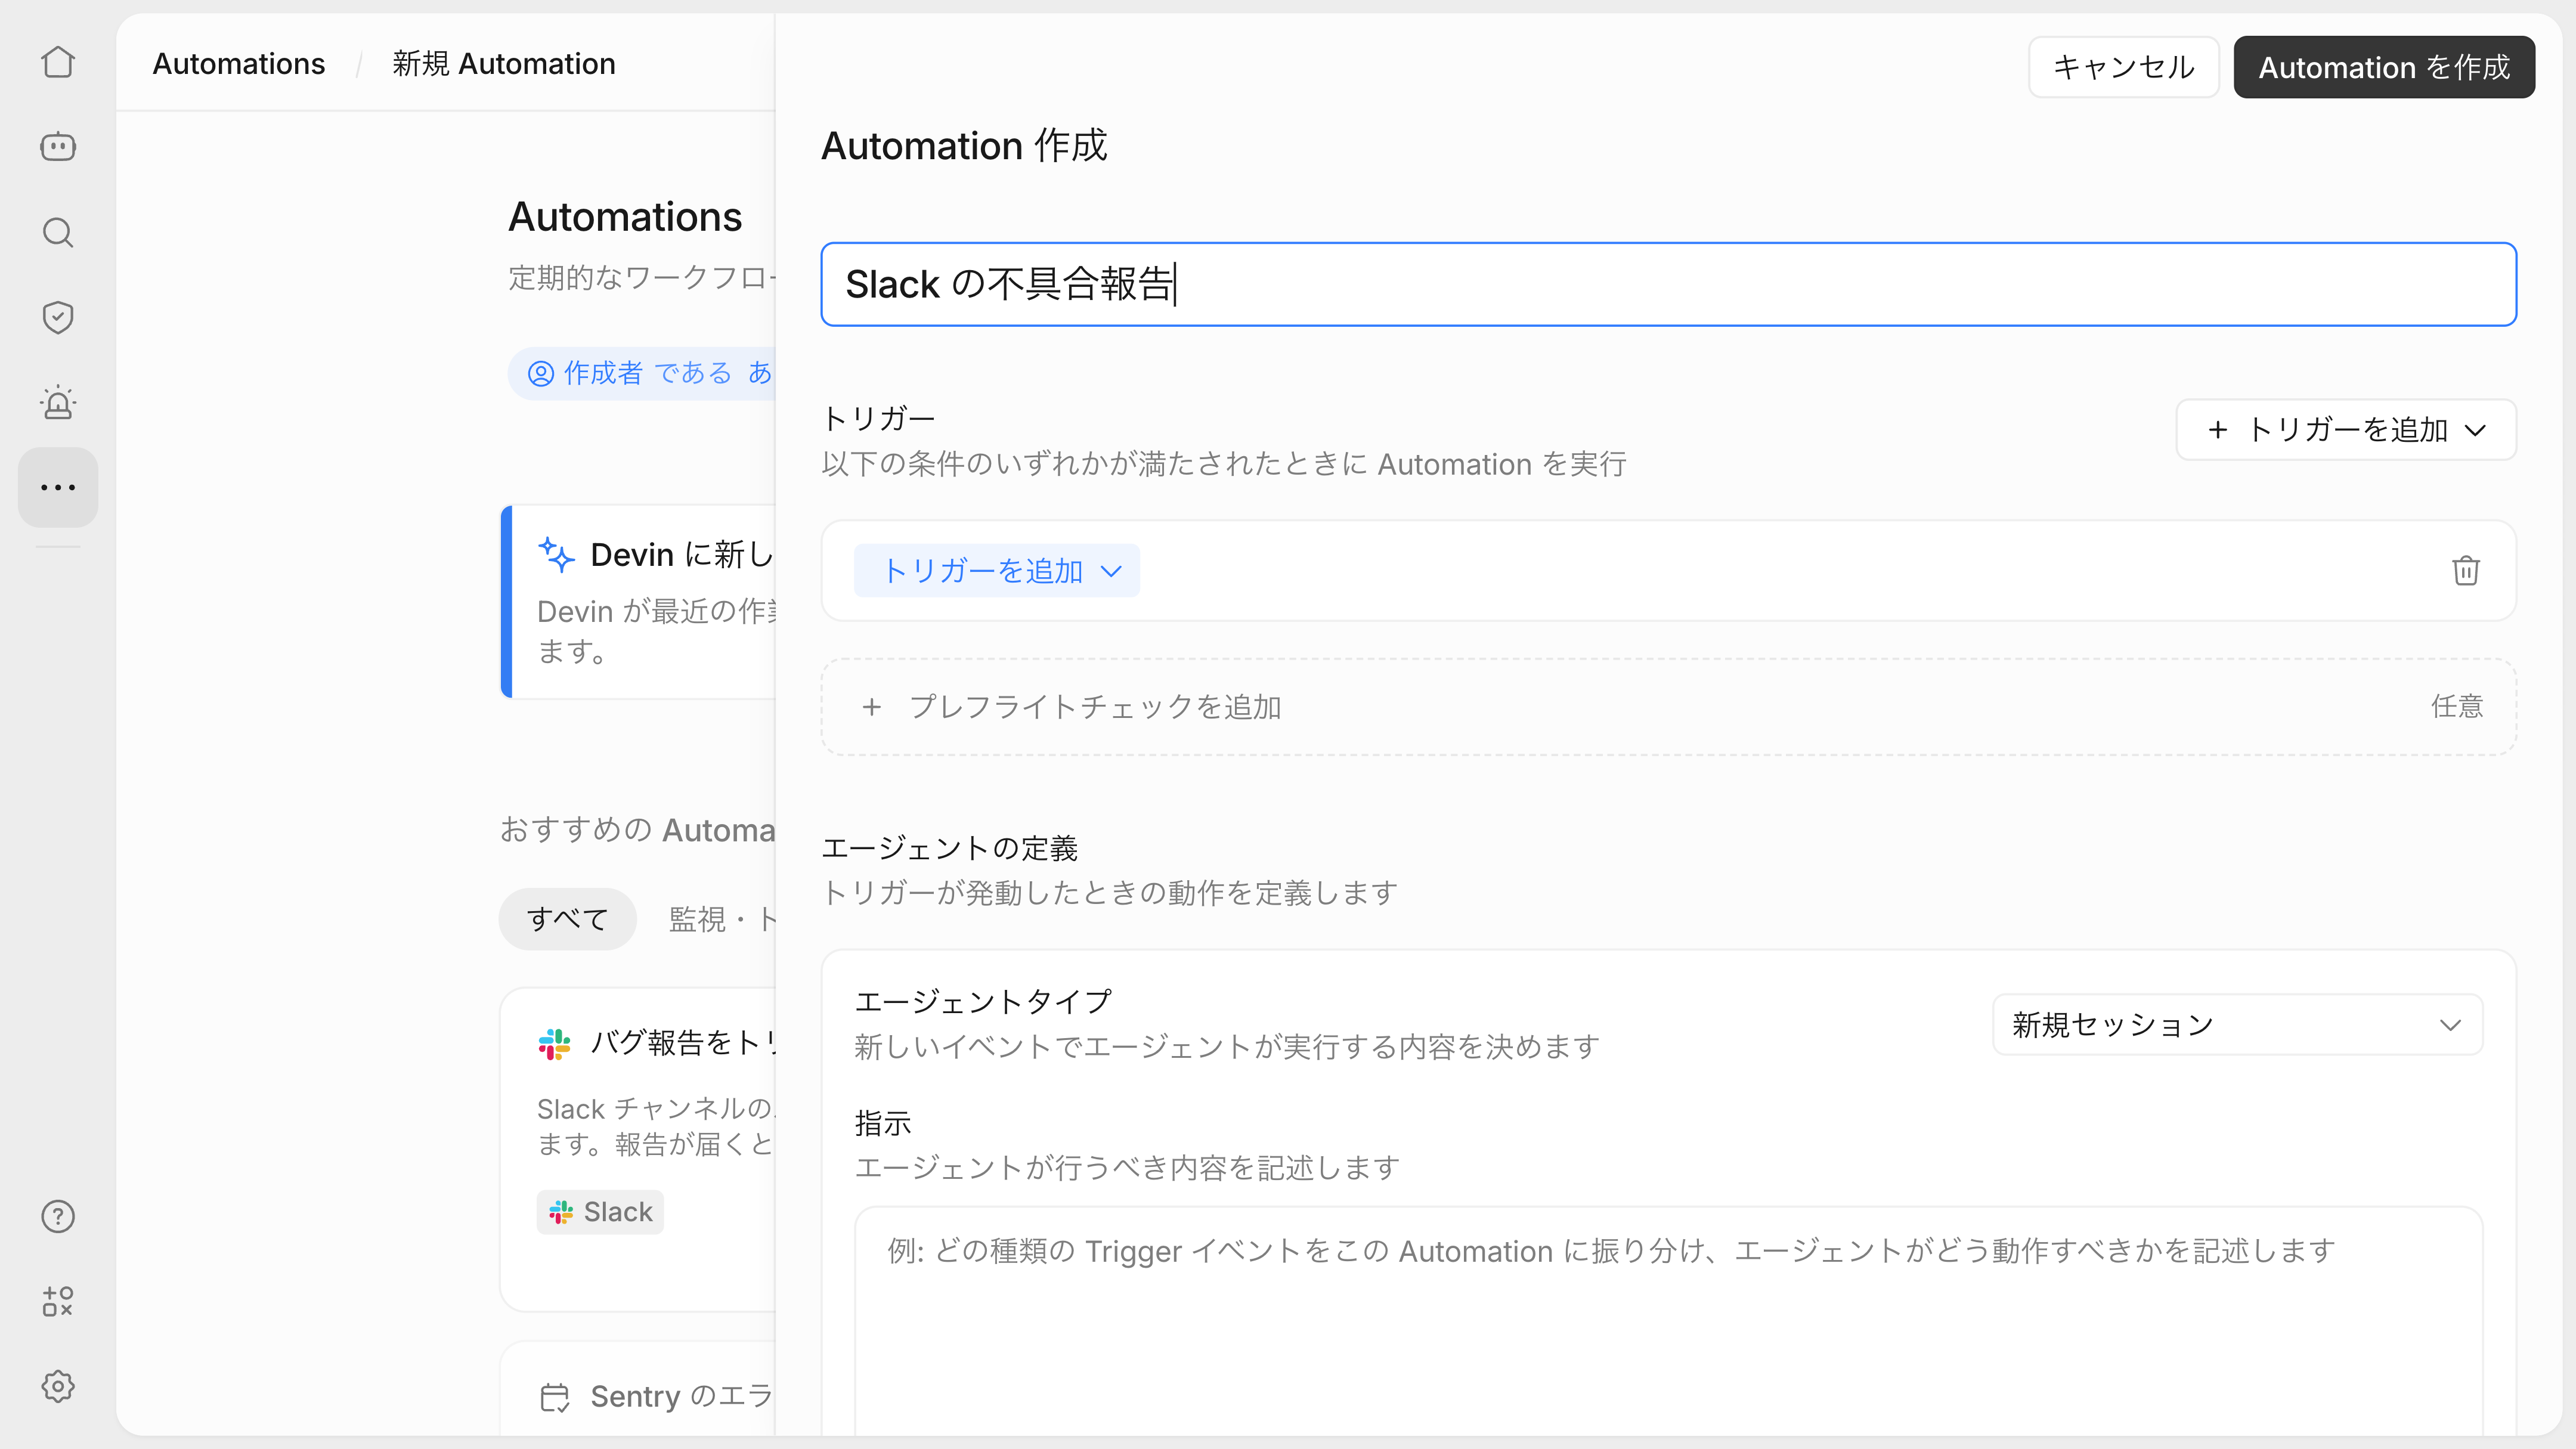 Automations / 新規 Automation
Automations
定期的なワークフロー
作成者 である あ
Devin に新し
Devin が最近の作業
ます。
おすすめの Automa
すべて 監視・ト
バグ報告をトリ
Slack チャンネルの
ます。報告が届くと
Slack
Sentry のエラ
キャンセル
Automation を作成
Automation 作成
Slack の不具合報告
トリガー
以下の条件のいずれかが満たされたときに Automation を実行
+ トリガーを追加
トリガーを追加
+ プレフライトチェックを追加 任意
エージェントの定義
トリガーが発動したときの動作を定義します
エージェントタイプ
新しいイベントでエージェントが実行する内容を決めます
新規セッション
指示
エージェントが行うべき内容を記述します
例: どの種類の Trigger イベントをこの Automation に振り分け、エージェントがどう動作すべきかを記述します